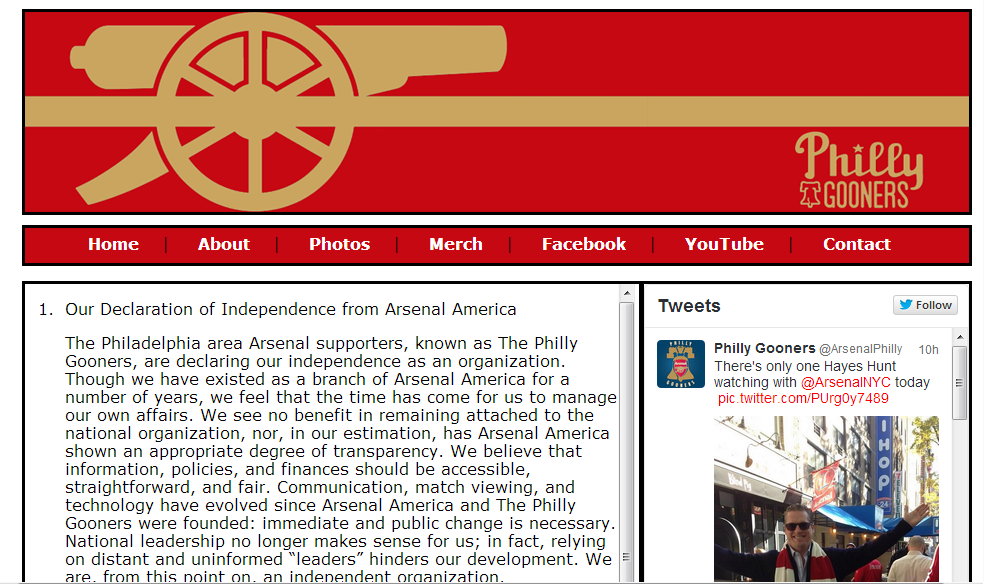 Philly
GOONERS
Home | About | Photos | Merch | Facebook | YouTube | Contact
1. Our Declaration of Independence from Arsenal America
The Philadelphia area Arsenal supporters, known as The Philly
Gooners, are declaring our independence as an organization.
Though we have existed as a branch of Arsenal America for a
number of years, we feel that the time has come for us to manage
our own affairs. We see no benefit in remaining attached to the
national organization, nor, in our estimation, has Arsenal America
shown an appropriate degree of transparency. We believe that
information, policies, and finances should be accessible,
straightforward, and fair. Communication, match viewing, and
technology have evolved since Arsenal America and The Philly
Gooners were founded: immediate and public change is necessary.
National leadership no longer makes sense for us; in fact, relying
on distant and uninformed “leaders” hinders our development. We
are, from this point on, an independent organization.
Tweets
Follow
PHILLY
GOONERS
Philly Gooners @ArsenalPhilly 10h
There's only one Hayes Hunt
watching with @ArsenalNYC today
pic.twitter.com/PUrg0y7489
IHOP
24